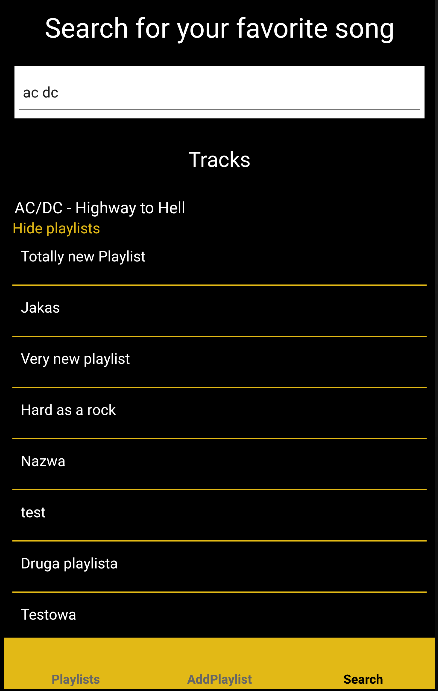 Search for your favorite song
ac dc
Tracks
AC/DC - Highway to Hell
Hide playlists
Totally new Playlist
Jakas
Very new playlist
Hard as a rock
Nazwa
test
Druga playlista
Testowa
Playlists AddPlaylist Search